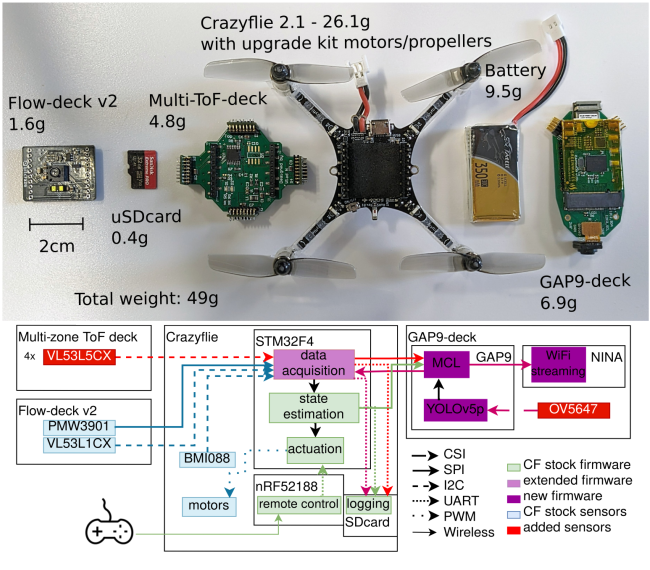 Crazyflie 2.1 - 26.1g
with upgrade kit motors/propellers
Battery
9.5g
Flow-deck v2
1.6g
Multi-ToF-deck
4.8g
350
uSDcard
0.4g
2cm
GAP9-deck
6.9g
Total weight: 49g
Multi-zone ToF deck
4x VL53L5CX
Flow-deck v2
PMW3901
VL53L1CX
Crazyflie
STM32F4
data
acquisition
state
estimation
actuation
BMI088
motors
nRF52188
remote control
logging
SDcard
GAP9-deck
MCL
GAP9
WiFi
streaming
NINA
YOLOv5p
OV5647
CSI
SPI
I2C
UART
PWM
Wireless
CF stock firmware
extended firmware
new firmware
CF stock sensors
added sensors